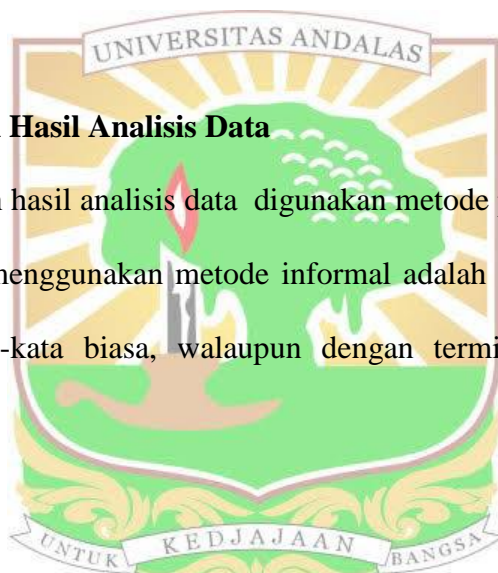 UNIVERSITAS ANDALAS
Hasil Analisis Data
hasil analisis data digunakan metode
menggunakan metode informal adalah
-kata biasa, walaupun dengan termi
UNTUK KEDJAJAAN BANGSA